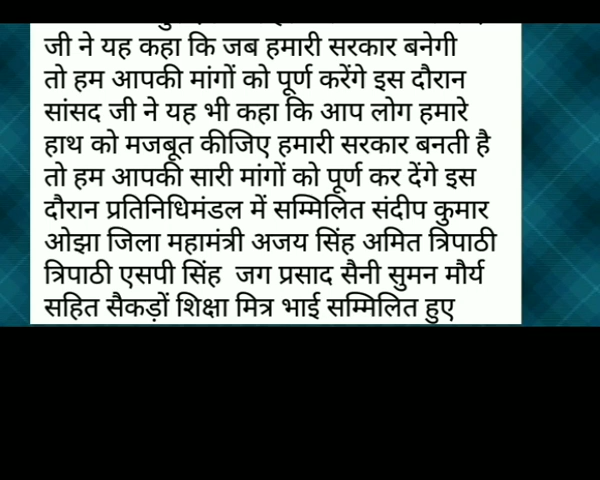 जी ने यह कहा कि जब हमारी सरकार बनेगी
तो हम आपकी मांगों को पूर्ण करेंगे इस दौरान
सांसद जी ने यह भी कहा कि आप लोग हमारे
हाथ को मजबूत कीजिए हमारी सरकार बनती है
तो हम आपकी सारी मांगों को पूर्ण कर देंगे इस
दौरान प्रतिनिधिमंडल में सम्मिलित संदीप कुमार
ओझा जिला महामंत्री अजय सिंह अमित त्रिपाठी
त्रिपाठी एसपी सिंह जग प्रसाद सैनी सुमन मौर्य
सहित सैकड़ों शिक्षा मित्र भाई सम्मिलित हुए